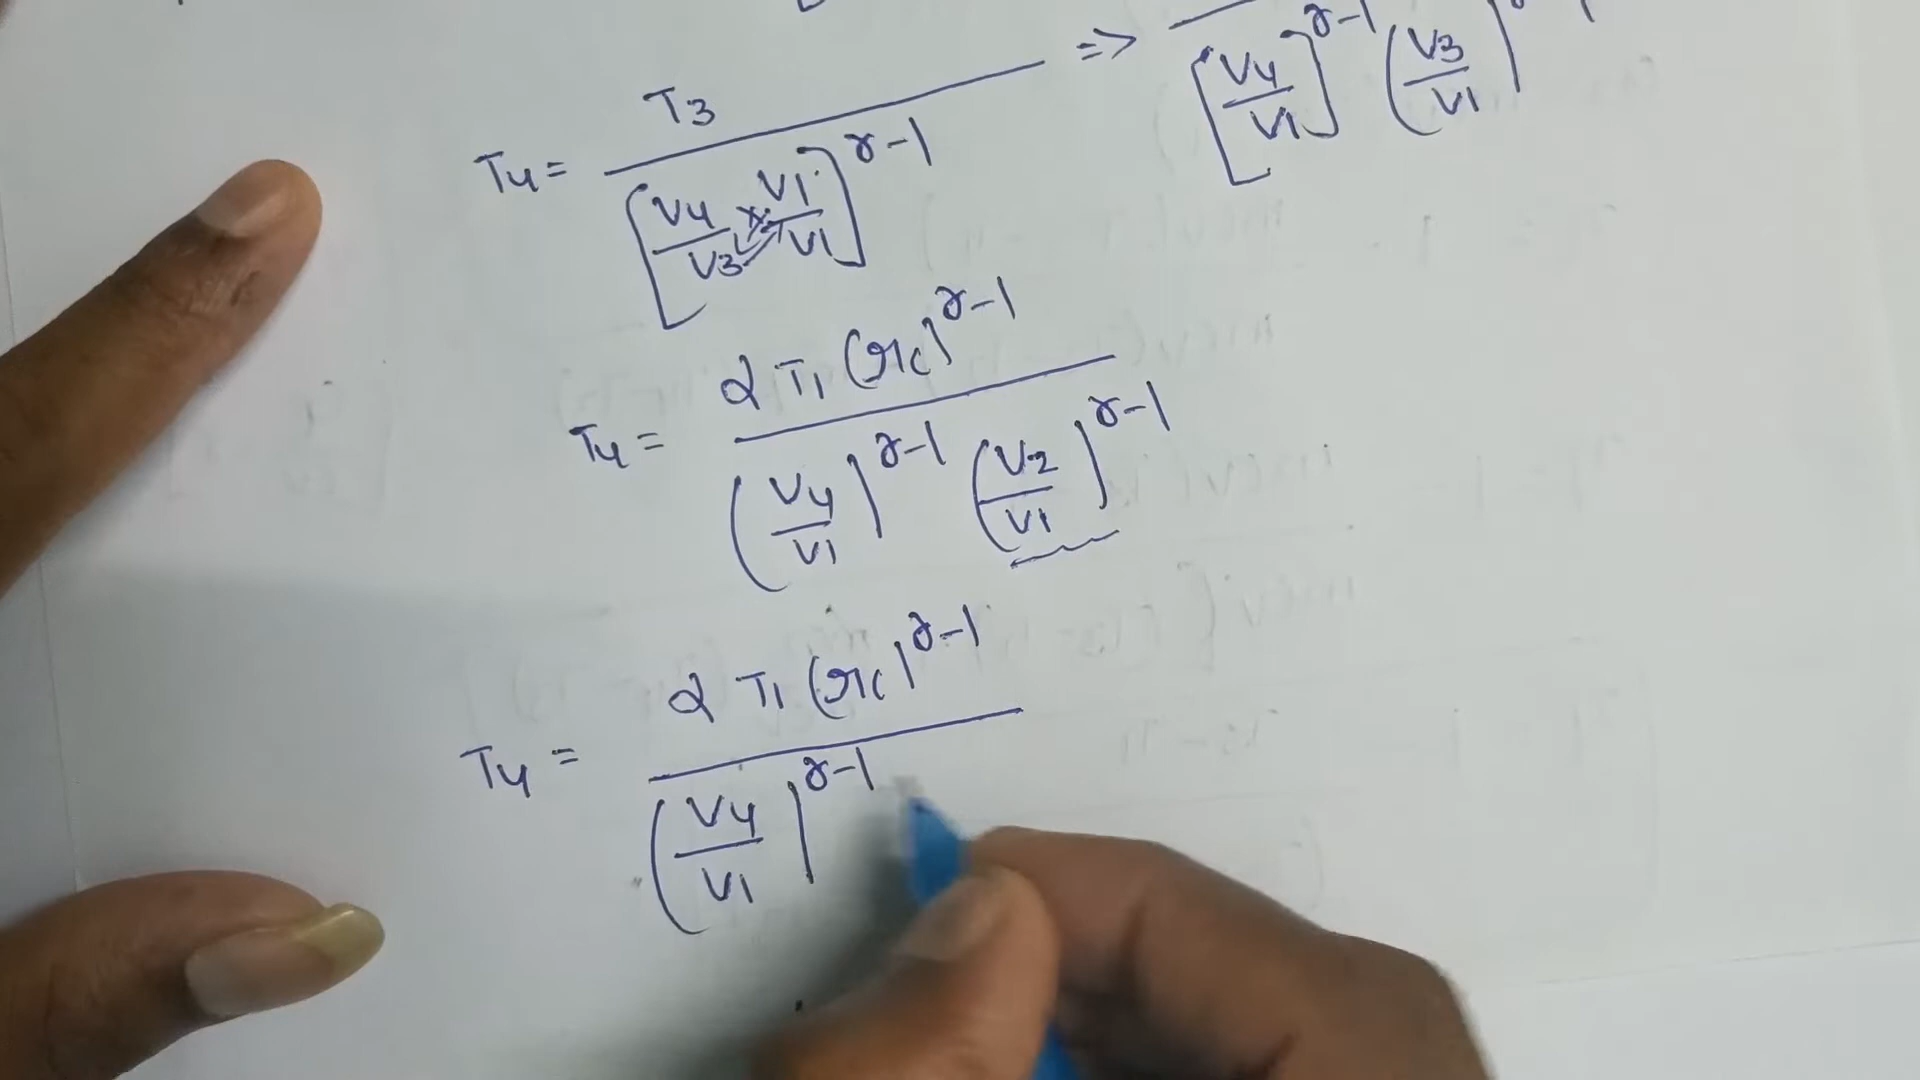 T4 = T3 / [V4/V3 × V1/V1]^γ-1 => [V4/V1]^γ-1 (V3/V1)
T4 = α T1 (rc)^γ-1 / (V4/V1)^γ-1 (V2/V1)^γ-1
T4 = α T1 (rc)^γ-1 / (V4/V1)^γ-1